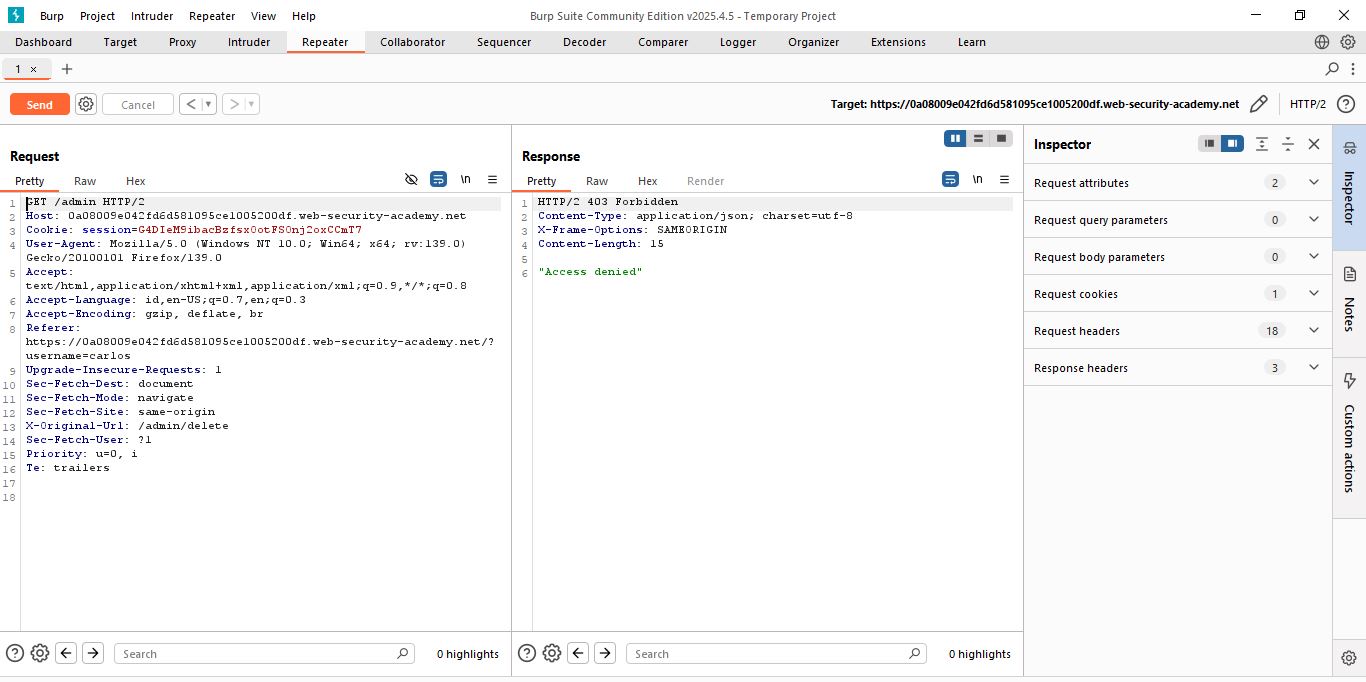 Burp Project Intruder Repeater View Help Burp Suite Community Edition v2025.4.5 - Temporary Project
Dashboard Target Proxy Intruder Repeater Collaborator Sequencer Decoder Comparer Logger Organizer Extensions Learn
1 × +
Send Cancel < > Target: https://0a08009e042fd6d581095ce1005200df.web-security-academy.net HTTP/2 ?
Request
Pretty Raw Hex \n
1 GET /admin HTTP/2
2 Host: 0a08009e042fd6d581095ce1005200df.web-security-academy.net
3 Cookie: session=G4DIeM9ibacBzfsxOotFSOnj2oxCCmT7
4 User-Agent: Mozilla/5.0 (Windows NT 10.0; Win64; x64; rv:139.0)
Gecko/20100101 Firefox/139.0
5 Accept:
text/html,application/xhtml+xml,application/xml;q=0.9,*/*;q=0.8
6 Accept-Language: id,en-US;q=0.7,en;q=0.3
7 Accept-Encoding: gzip, deflate, br
8 Referer:
https://0a08009e042fd6d581095ce1005200df.web-security-academy.net/?
username=carlos
9 Upgrade-Insecure-Requests: 1
10 Sec-Fetch-Dest: document
11 Sec-Fetch-Mode: navigate
12 Sec-Fetch-Site: same-origin
13 X-Original-Url: /admin/delete
14 Sec-Fetch-User: ?1
15 Priority: u=0, i
16 Te: trailers
17
18
? Search 0 highlights
Response
Pretty Raw Hex Render \n
1 HTTP/2 403 Forbidden
2 Content-Type: application/json; charset=utf-8
3 X-Frame-Options: SAMEORIGIN
4 Content-Length: 15
5
6 "Access denied"
? Search 0 highlights
Inspector
Request attributes 2
Request query parameters 0
Request body parameters 0
Request cookies 1
Request headers 18
Response headers 3
Inspector
Notes
Custom actions